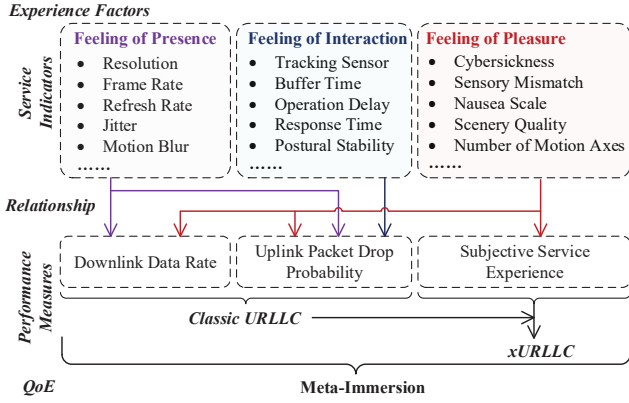 Experience Factors
Feeling of Presence
Resolution
Frame Rate
Refresh Rate
Jitter
Motion Blur
……
Feeling of Interaction
Tracking Sensor
Buffer Time
Operation Delay
Response Time
Postural Stability
……
Feeling of Pleasure
Cybersickness
Sensory Mismatch
Nausea Scale
Scenery Quality
Number of Motion Axes
……
Service
Indicators
Relationship
Performance
Measures
Downlink Data Rate
Uplink Packet Drop
Probability
Subjective Service
Experience
Classic URLLC
xURLLC
QoE
Meta-Immersion